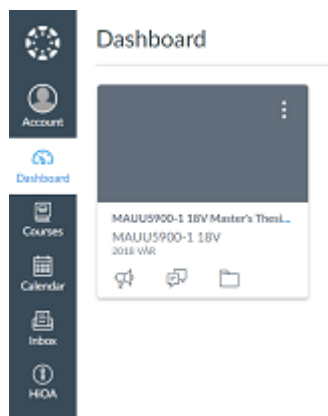 Dashboard
Account
Dashboard
Courses
Calendar
Inbox
HiOA
MAUU5900-1 18V Master's Thesi...
MAUU5900-1 18V
2018 VÅR